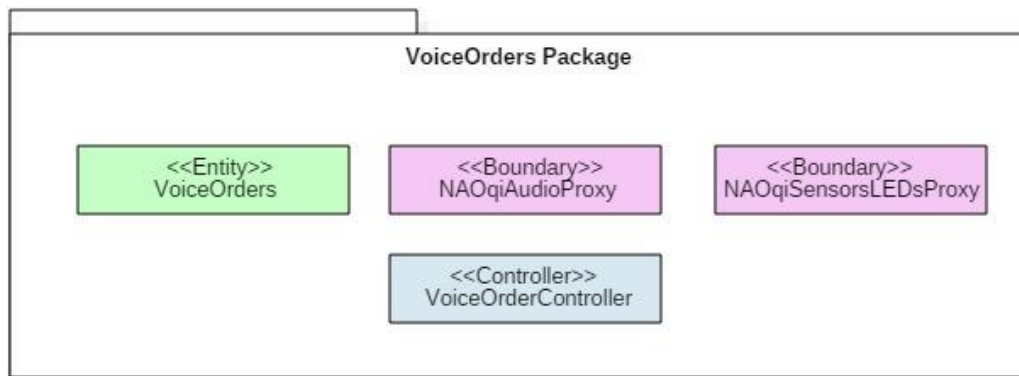 VoiceOrders Package
<<Entity>>
VoiceOrders
<<Boundary>>
NAOqiAudioProxy
<<Boundary>>
NAOqiSensorsLEDsProxy
<<Controller>>
VoiceOrderController